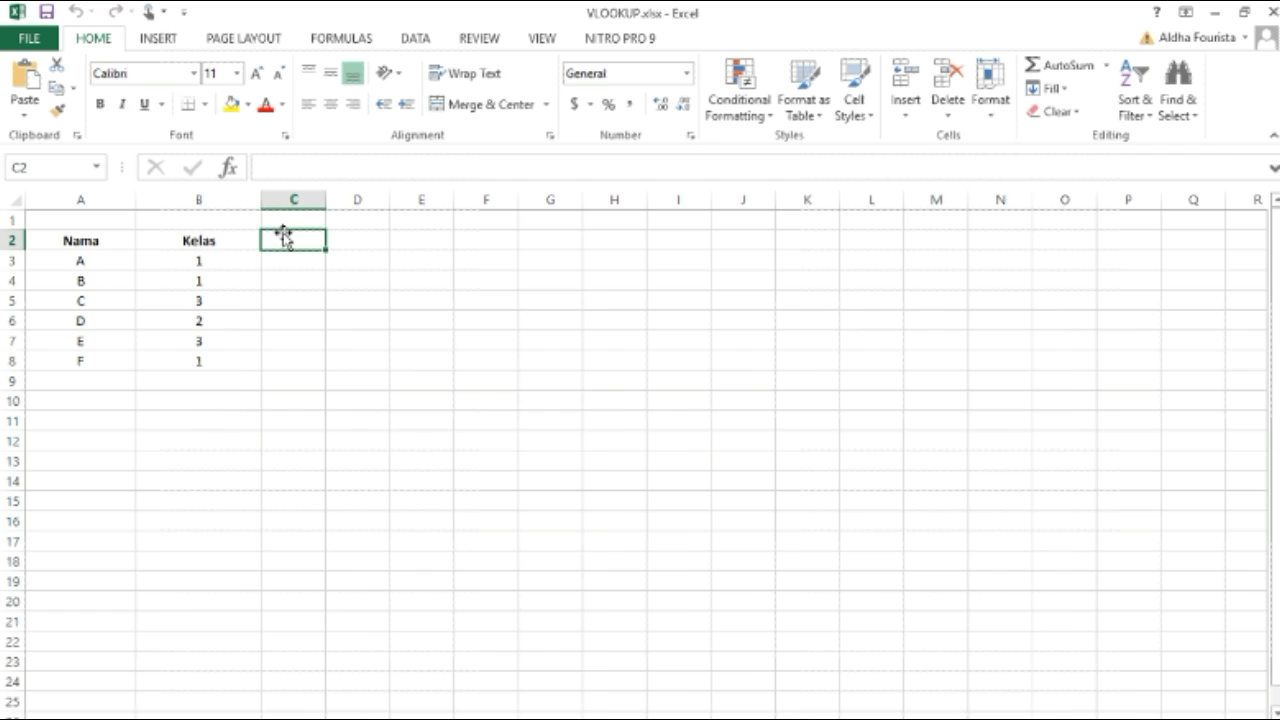 VLOOKUP.xlsx - Excel
?
FILE HOME INSERT PAGE LAYOUT FORMULAS DATA REVIEW VIEW NITRO PRO 9 Aldha Fourista
Calibri 11 Wrap Text General AutoSum
Fill
Paste B I U Merge & Center $ % Conditional Formatting Format as Table Cell Styles Insert Delete Format Clear Sort & Filter Find & Select
Clipboard Font Alignment Number Styles Cells Editing
C2 fx
A B C D E F G H I J K L M N O P Q R
1
2 Nama Kelas
3 A 1
4 B 1
5 C 3
6 D 2
7 E 3
8 F 1
9
10
11
12
13
14
15
16
17
18
19
20
21
22
23
24
25